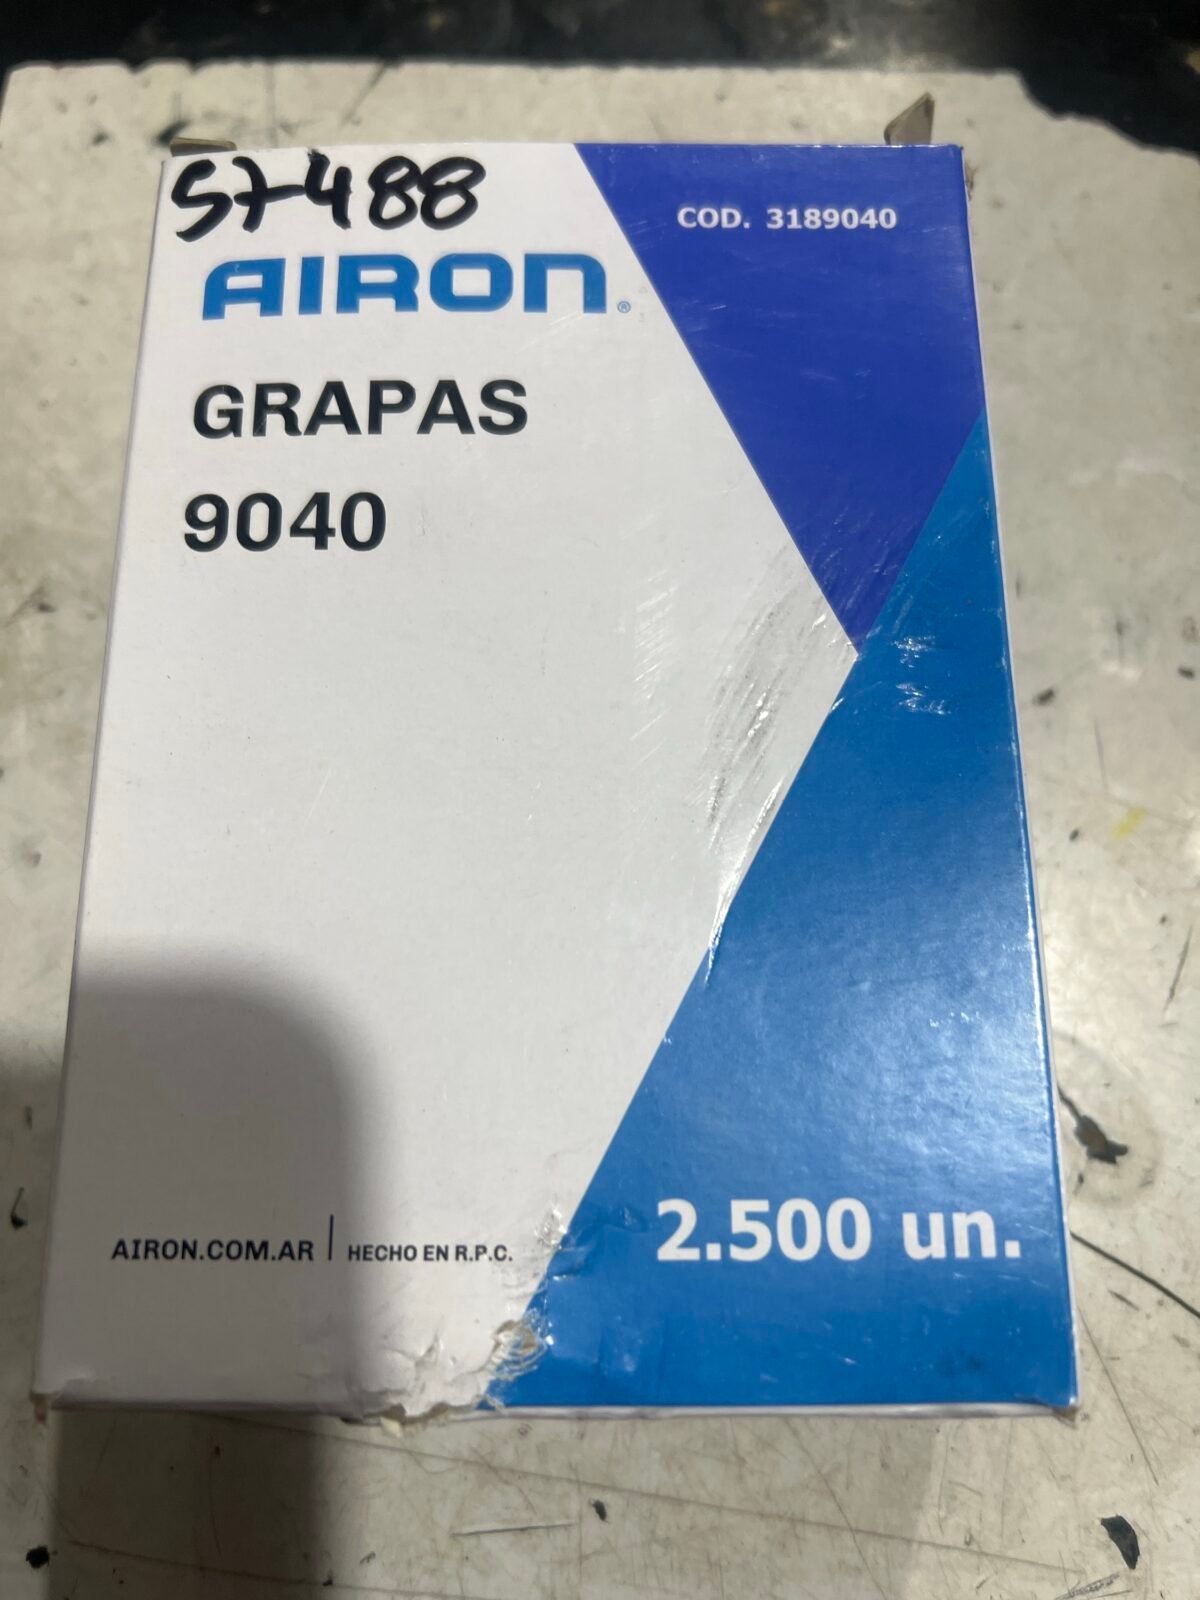 57488
COD. 3189040
AIRON®
GRAPAS
9040
AIRON.COM.AR | HECHO EN R.P.C.
2.500 un.